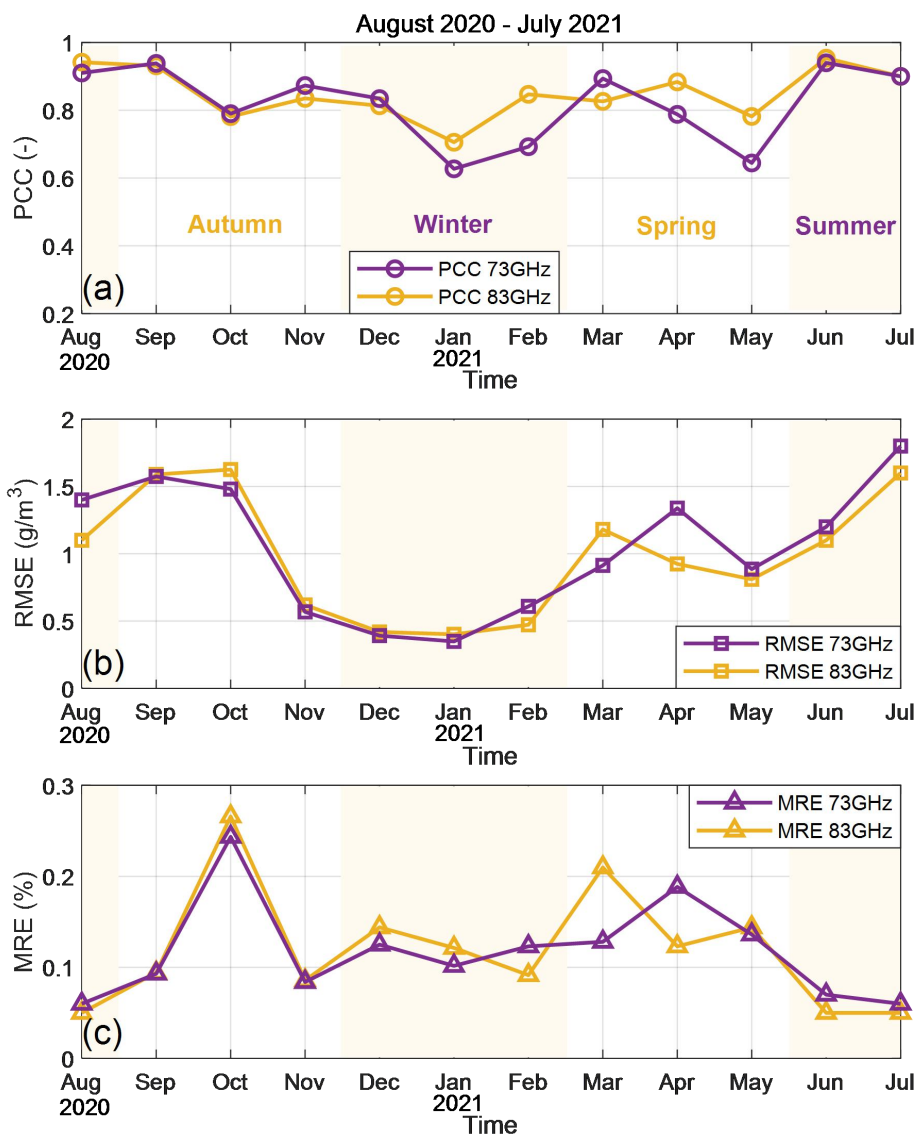 August 2020 - July 2021
1
0.8
0.6
0.4
0.2
PCC (-)
Autumn
Winter
Spring
Summer
PCC 73GHz
PCC 83GHz
(a)
Aug Sep Oct Nov Dec Jan Feb Mar Apr May Jun Jul
2020 2021
Time
2
1.5
1
0.5
0
RMSE (g/m³)
RMSE 73GHz
RMSE 83GHz
(b)
Aug Sep Oct Nov Dec Jan Feb Mar Apr May Jun Jul
2020 2021
Time
0.3
0.2
0.1
0
MRE (%)
MRE 73GHz
MRE 83GHz
(c)
Aug Sep Oct Nov Dec Jan Feb Mar Apr May Jun Jul
2020 2021
Time